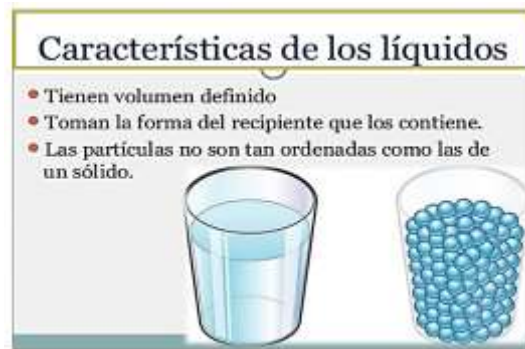 Características de los líquidos
• Tienen volumen definido
• Toman la forma del recipiente que los contiene.
• Las partículas no son tan ordenadas como las de
un sólido.